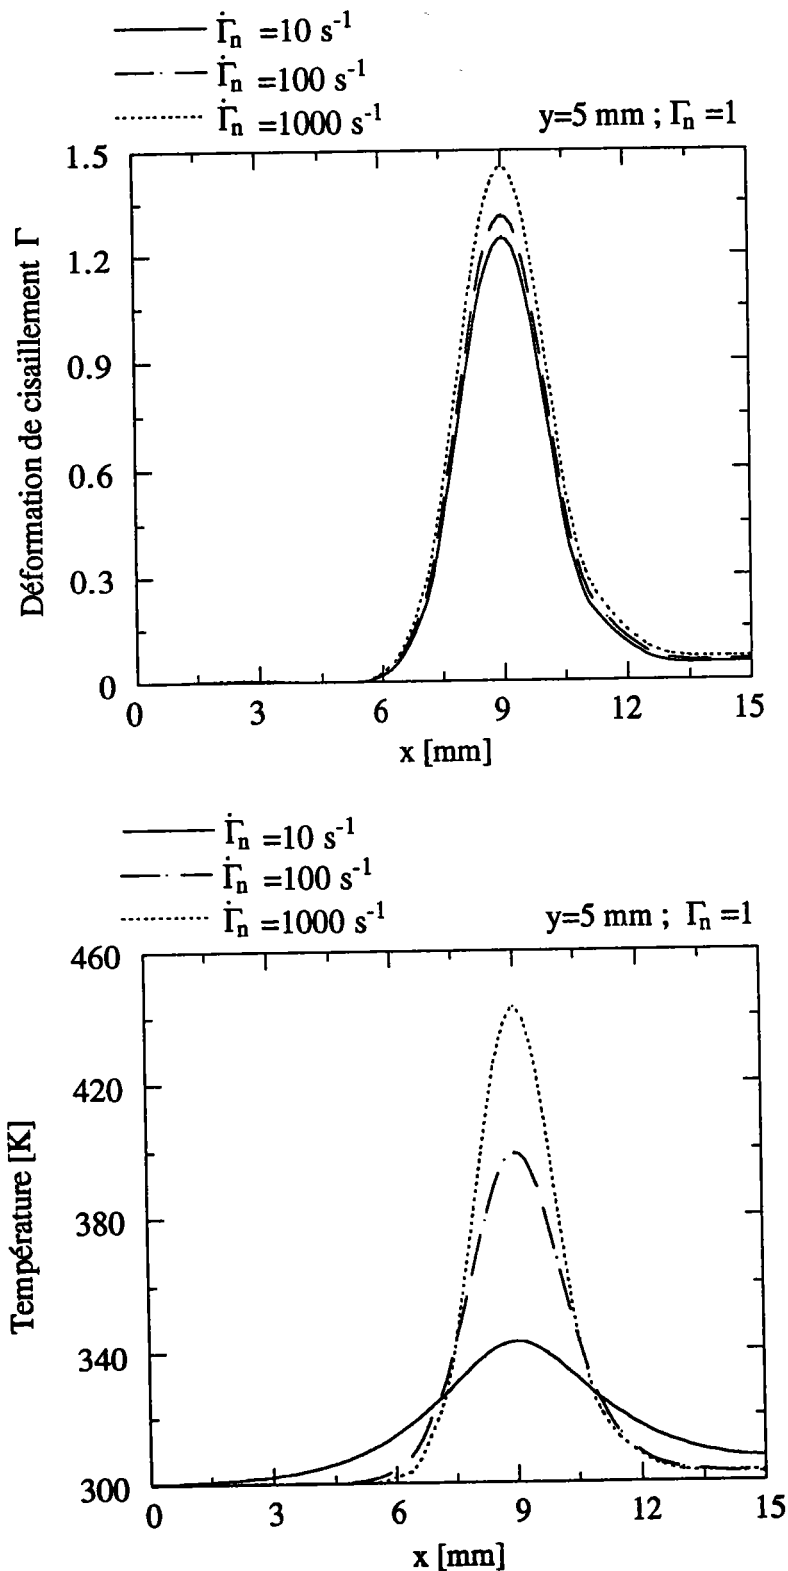 Γ̇n =10 s-1
Γ̇n =100 s-1
Γ̇n =1000 s-1
y=5 mm ; Γn =1
Déformation de cisaillement Γ
1.5
1.2
0.9
0.6
0.3
0
0 3 6 9 12 15
x [mm]
Γ̇n =10 s-1
Γ̇n =100 s-1
Γ̇n =1000 s-1
y=5 mm ; Γn =1
Température [K]
460
420
380
340
300
0 3 6 9 12 15
x [mm]